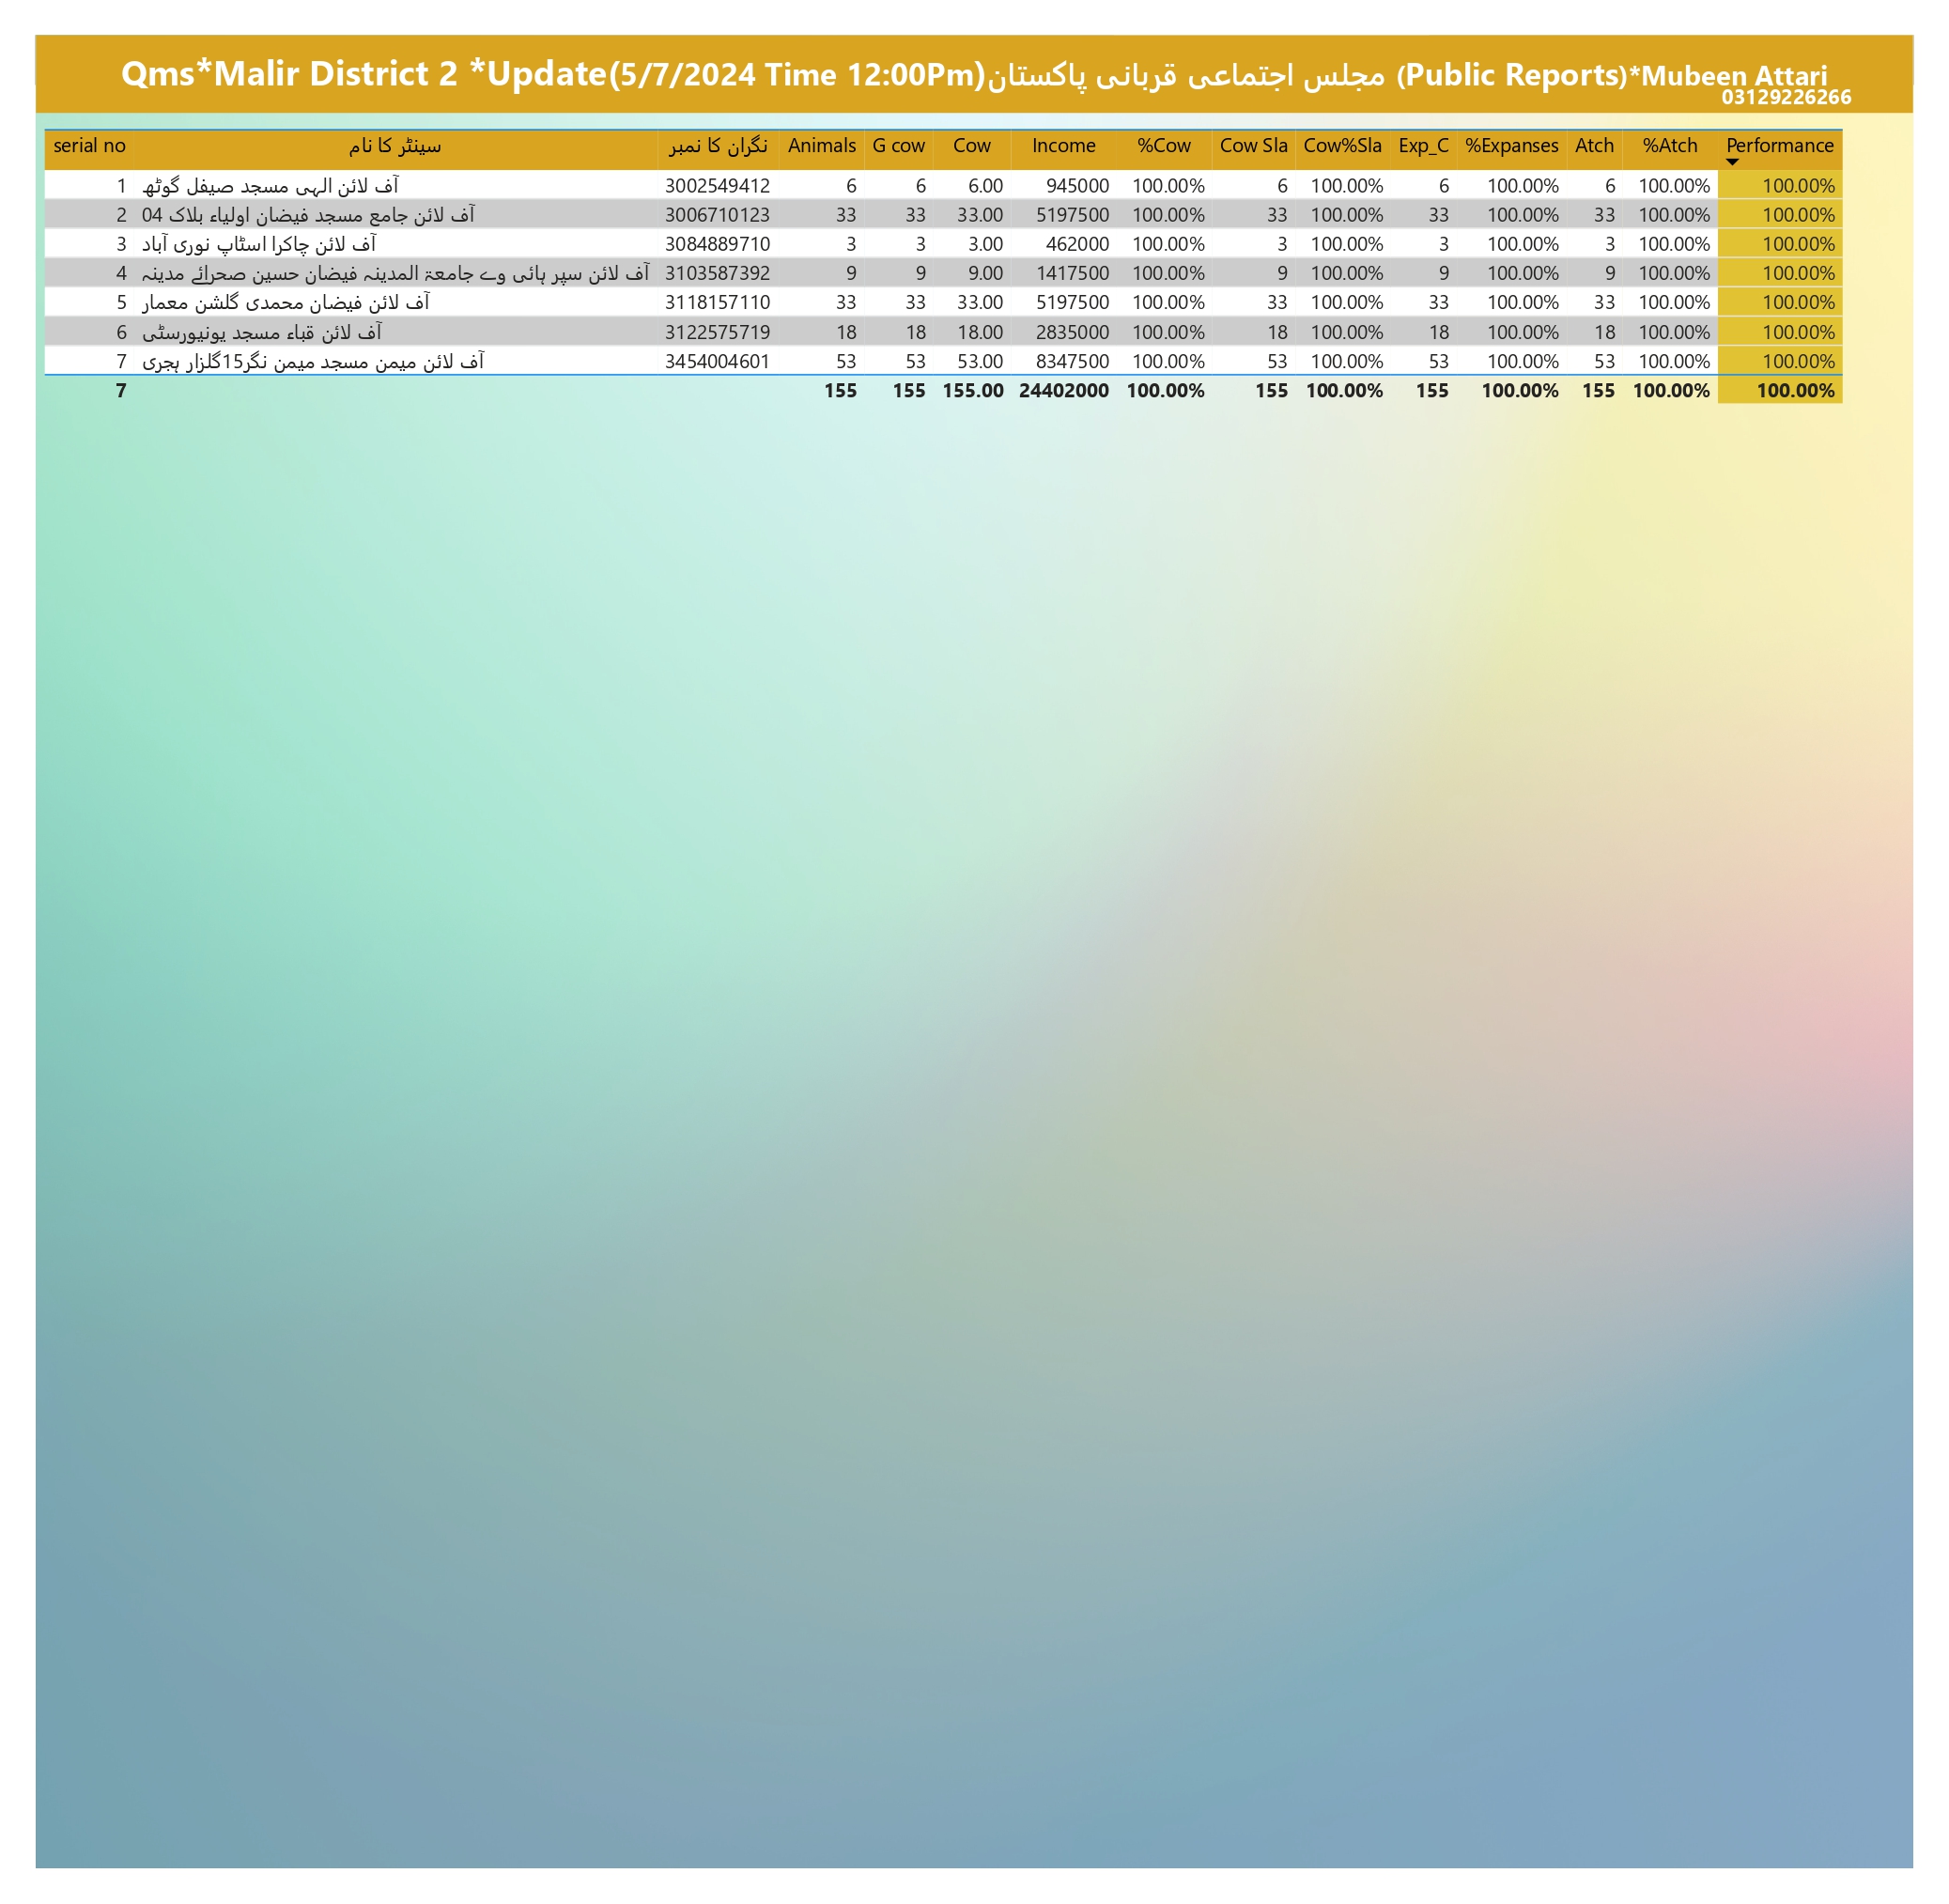 Qms*Malir District 2 *Update(5/7/2024 Time 12:00Pm)مجلس اجتماعی قربانی پاکستان (Public Reports)*Mubeen Attari
03129226266
serial no سینٹر کا نام نگران کا نمبر Animals G cow Cow Income %Cow Cow Sla Cow%Sla Exp_C %Expanses Atch %Atch Performance
1 آف لائن الہی مسجد صیفل گوٹھ 3002549412 6 6 6.00 945000 100.00% 6 100.00% 6 100.00% 6 100.00% 100.00%
2 آف لائن جامع مسجد فیضان اولیاء بلاک 04 3006710123 33 33 33.00 5197500 100.00% 33 100.00% 33 100.00% 33 100.00% 100.00%
3 آف لائن چاکرا اسٹاپ نوری آباد 3084889710 3 3 3.00 462000 100.00% 3 100.00% 3 100.00% 3 100.00% 100.00%
4 آف لائن سپر ہائی وے جامعۃ المدینہ فیضان حسین صحرائے مدینہ 3103587392 9 9 9.00 1417500 100.00% 9 100.00% 9 100.00% 9 100.00% 100.00%
5 آف لائن فیضان محمدی گلشن معمار 3118157110 33 33 33.00 5197500 100.00% 33 100.00% 33 100.00% 33 100.00% 100.00%
6 آف لائن قباء مسجد یونیورسٹی 3122575719 18 18 18.00 2835000 100.00% 18 100.00% 18 100.00% 18 100.00% 100.00%
7 آف لائن میمن مسجد میمن نگر15گلزار ہجری 3454004601 53 53 53.00 8347500 100.00% 53 100.00% 53 100.00% 53 100.00% 100.00%
7 155 155 155.00 24402000 100.00% 155 100.00% 155 100.00% 155 100.00% 100.00%